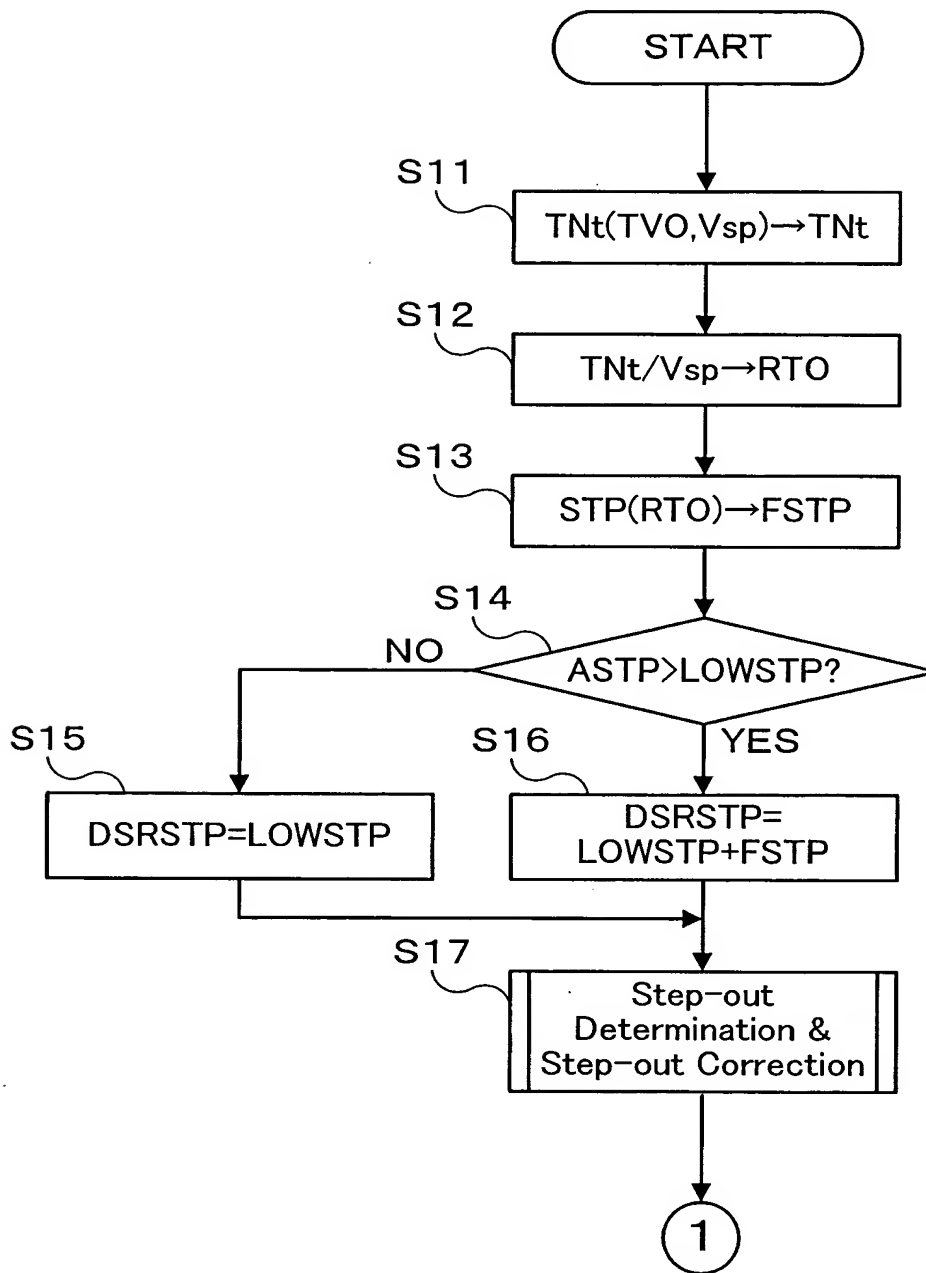 START
S11
TNt(TVO,Vsp)→TNt
S12
TNt/Vsp→RTO
S13
STP(RTO)→FSTP
S14
NO
ASTP>LOWSTP?
YES
S15
DSRSTP=LOWSTP
S16
DSRSTP=
LOWSTP+FSTP
S17
Step-out
Determination &
Step-out Correction
1